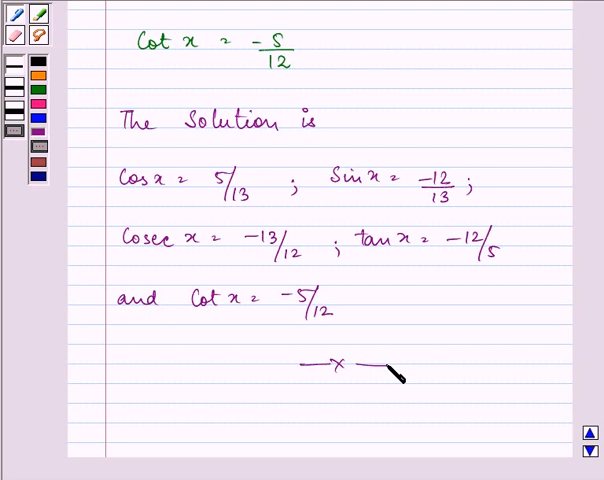 Cot x = -5/12
The Solution is
Cos x = 5/13 ; Sin x = -12/13 ;
Cosec x = -13/12 ; tan x = -12/5
and Cot x = -5/12
—x—